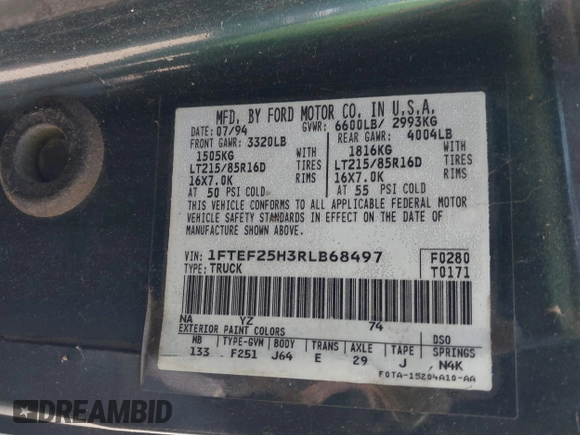 MFD. BY FORD MOTOR CO. IN U.S.A.
DATE: 07/94 GVWR: 6600LB/ 2993KG
FRONT GAWR: 3320LB REAR GAWR: 4004LB
1505KG WITH 1816KG WITH
LT215/85R16D TIRES LT215/85R16D TIRES
16X7.0K RIMS 16X7.0K RIMS
AT 50 PSI COLD AT 55 PSI COLD
THIS VEHICLE CONFORMS TO ALL APPLICABLE FEDERAL MOTOR
VEHICLE SAFETY STANDARDS IN EFFECT ON THE DATE OF
MANUFACTURE SHOWN ABOVE.
VIN: 1FTEF25H3RLB68497 F0280
TYPE: TRUCK T0171
NA YZ 74
EXTERIOR PAINT COLORS DSO
WB TYPE-GVM BODY TRANS AXLE TAPE SPRINGS
133 F251 J64 E 29 J N4K
F0TA-15204A10-AA
DREAMBID